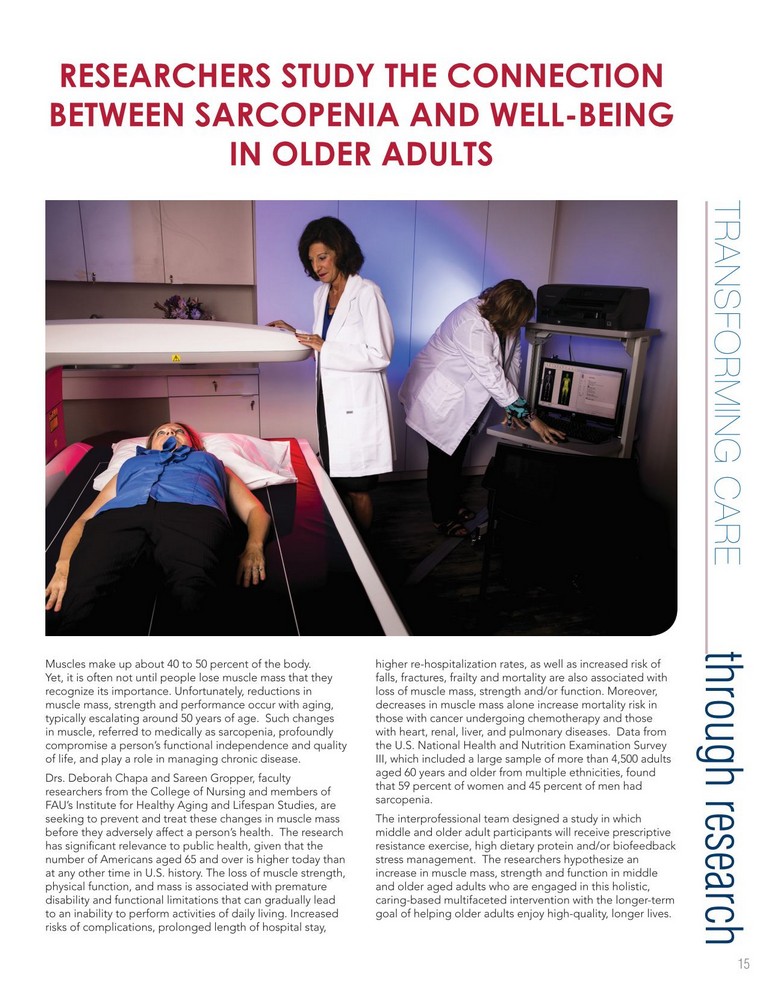 RESEARCHERS STUDY THE CONNECTION
BETWEEN SARCOPENIA AND WELL-BEING
IN OLDER ADULTS
Muscles make up about 40 to 50 percent of the body.
Yet, it is often not until people lose muscle mass that they
recognize its importance. Unfortunately, reductions in
muscle mass, strength and performance occur with aging,
typically escalating around 50 years of age.  Such changes
in muscle, referred to medically as sarcopenia, profoundly
compromise a person's functional independence and quality
of life, and play a role in managing chronic disease.
Drs. Deborah Chapa and Sareen Gropper, faculty
researchers from the College of Nursing and members of
FAU's Institute for Healthy Aging and Lifespan Studies, are
seeking to prevent and treat these changes in muscle mass
before they adversely affect a person's health.  The research
has significant relevance to public health, given that the
number of Americans aged 65 and over is higher today than
at any other time in U.S. history. The loss of muscle strength,
physical function, and mass is associated with premature
disability and functional limitations that can gradually lead
to an inability to perform activities of daily living. Increased
risks of complications, prolonged length of hospital stay,
higher re-hospitalization rates, as well as increased risk of
falls, fractures, frailty and mortality are also associated with
loss of muscle mass, strength and/or function. Moreover,
decreases in muscle mass alone increase mortality risk in
those with cancer undergoing chemotherapy and those
with heart, renal, liver, and pulmonary diseases.  Data from
the U.S. National Health and Nutrition Examination Survey
III, which included a large sample of more than 4,500 adults
aged 60 years and older from multiple ethnicities, found
that 59 percent of women and 45 percent of men had
sarcopenia.
The interprofessional team designed a study in which
middle and older adult participants will receive prescriptive
resistance exercise, high dietary protein and/or biofeedback
stress management.  The researchers hypothesize an
increase in muscle mass, strength and function in middle
and older aged adults who are engaged in this holistic,
caring-based multifaceted intervention with the longer-term
goal of helping older adults enjoy high-quality, longer lives.
TRANSFORMING CARE
through research
15